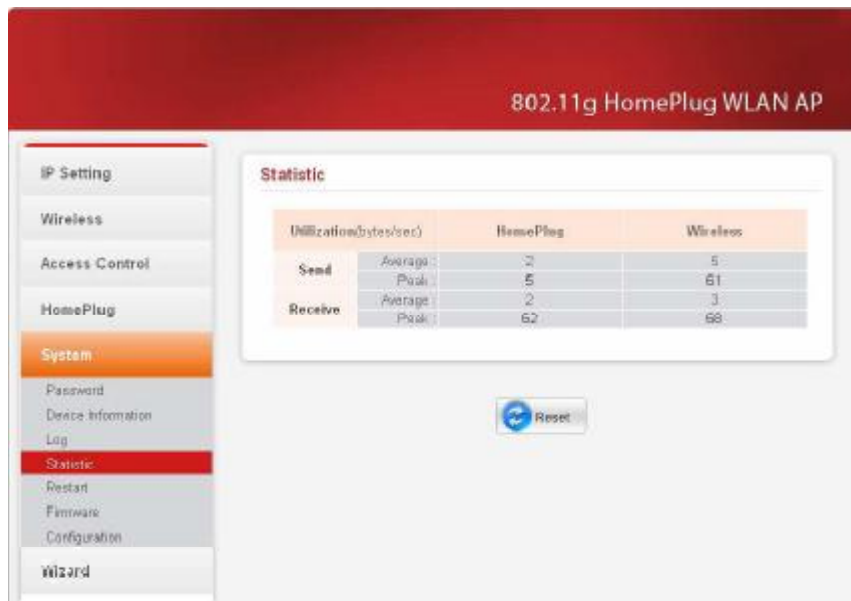 802.11g HomePlug WLAN AP
IP Setting
Wireless
Access Control
HomePlug
System
Password
Device Information
Log
Statistic
Restart
Firmware
Configuration
Wizard
Statistic
Utilization(bytes/sec) HomePlug Wireless
Send Average : 2 5
Peak : 5 61
Receive Average : 2 3
Peak : 62 68
Reset